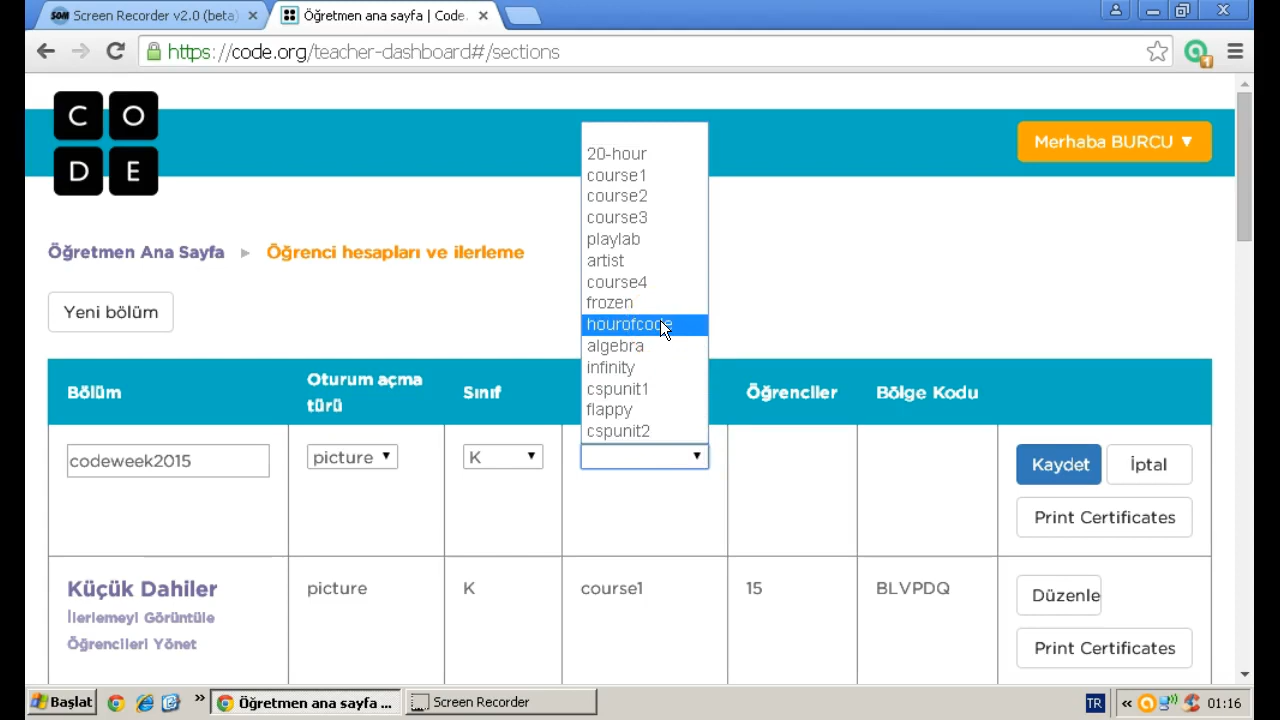 Screen Recorder v2.0 (beta)
Öğretmen ana sayfa | Code.
https://code.org/teacher-dashboard#/sections
C O
D E
Merhaba BURCU ▼
Öğretmen Ana Sayfa ► Öğrenci hesapları ve ilerleme
Yeni bölüm
20-hour
course1
course2
course3
playlab
artist
course4
frozen
hourofcode
algebra
infinity
cspunit1
flappy
cspunit2
Bölüm
Oturum açma
türü
Sınıf
Öğrenciler
Bölge Kodu
codeweek2015
picture
K
Kaydet
İptal
Print Certificates
Küçük Dahiler
İlerlemeyi Görüntüle
Öğrencileri Yönet
picture
K
course1
15
BLVPDQ
Düzenle
Print Certificates
Başlat
»
Öğretmen ana sayfa ...
Screen Recorder
TR
«
01:16